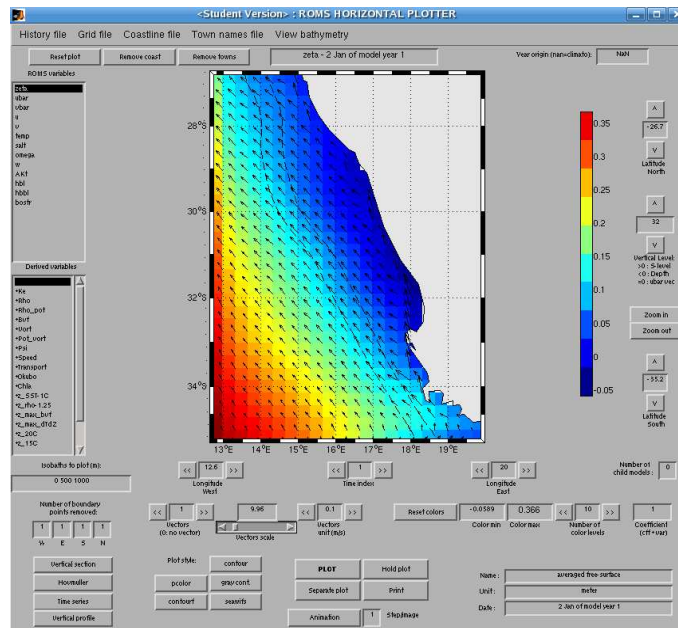 <Student Version> : ROMS HORIZONTAL PLOTTER
History file Grid file Coastline file Town names file View bathymetry
Reset plot Remove coast Remove towns zeta - 2 Jan of model year 1 Year origin (nan=climato): NaN
ROMS variables
zeta
ubar
vbar
u
v
temp
salt
omega
w
AKt
hbl
hbbl
bostr
Derived variables
*Ke
*Rho
*Rho_pot
*Bvf
*Vort
*Pot_vort
*Psi
*Speed
*Transport
*Okubo
*Chla
*z_SST-1C
*z_rho-1.25
*z_max_bvf
*z_max_dtdZ
*z_20C
*z_15C
26°S
28°S
30°S
32°S
34°S
13°E 14°E 15°E 16°E 17°E 18°E 19°E
0.35
0.3
0.25
0.2
0.15
0.1
0.05
0
-0.05
^
-26.7
v
Latitude
North
^
32
v
Vertical Level:
>0 : S-level
<0 : Depth
=0 : ubar vec
Zoom in
Zoom out
^
-35.2
v
Latitude
South
Isobaths to plot (m):
0 500 1000
<< 12.6 >>
Longitude
West
<< 1 >>
Time index
<< 20 >>
Longitude
East
Number of
child models : 0
Number of boundary
points removed:
1 1 1 1
W E S N
<< 1 >>
Vectors
(0: no vector)
9.96
Vectors scale
<< 0.1 >>
Vectors
unit (m/s)
Reset colors
-0.0589 0.366
Color min Color max
<< 10 >>
Number of
color levels
1
Coefficient
(cff*var)
Vertical section
Hovmuller
Time series
Vertical profile
Plot style: contour
pcolor gray cont.
contourf seawifs
PLOT Hold plot
Separate plot Print
Animation 1 Step/image
Name : averaged free-surface
Unit : meter
Date : 2 Jan of model year 1